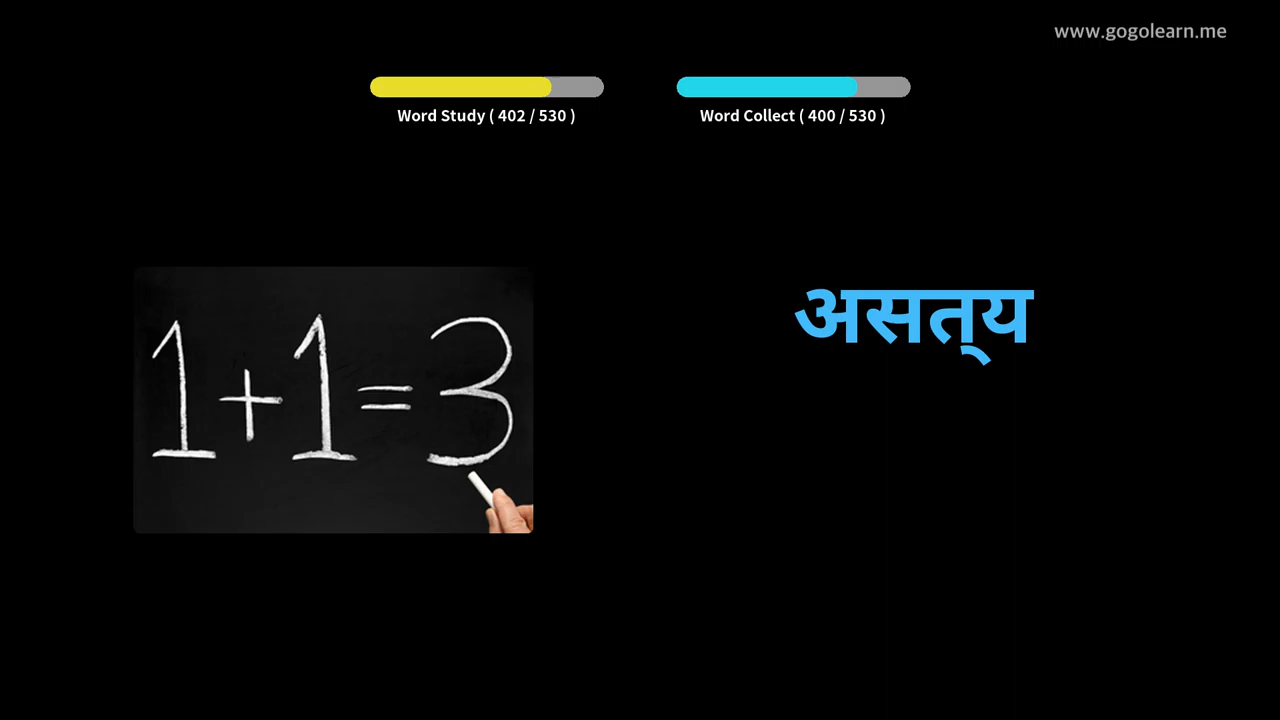 www.gogolearn.me
Word Study ( 402 / 530 )
Word Collect ( 400 / 530 )
1+1=3
असत्य